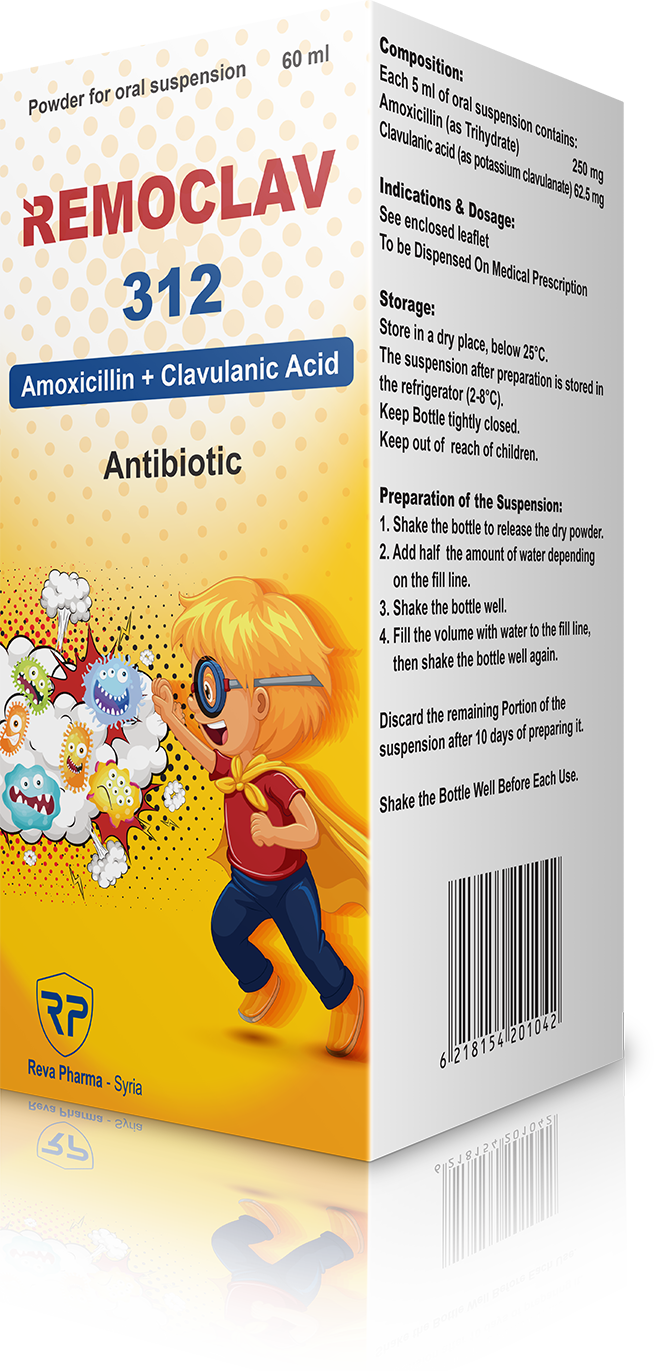 Powder for oral suspension 60 ml
REMOCLAV
312
Amoxicillin + Clavulanic Acid
Antibiotic
RP
Reva Pharma - Syria
Composition:
Each 5 ml of oral suspension contains:
Amoxicillin (as Trihydrate) 250 mg
Clavulanic acid (as potassium clavulanate) 62.5 mg
Indications & Dosage:
See enclosed leaflet
To be Dispensed On Medical Prescription
Storage:
Store in a dry place, below 25°C.
The suspension after preparation is stored in
the refrigerator (2-8°C).
Keep Bottle tightly closed.
Keep out of reach of children.
Preparation of the Suspension:
1. Shake the bottle to release the dry powder.
2. Add half the amount of water depending
on the fill line.
3. Shake the bottle well.
4. Fill the volume with water to the fill line,
then shake the bottle well again.
Discard the remaining Portion of the
suspension after 10 days of preparing it.
Shake the Bottle Well Before Each Use.
6 218154 201042